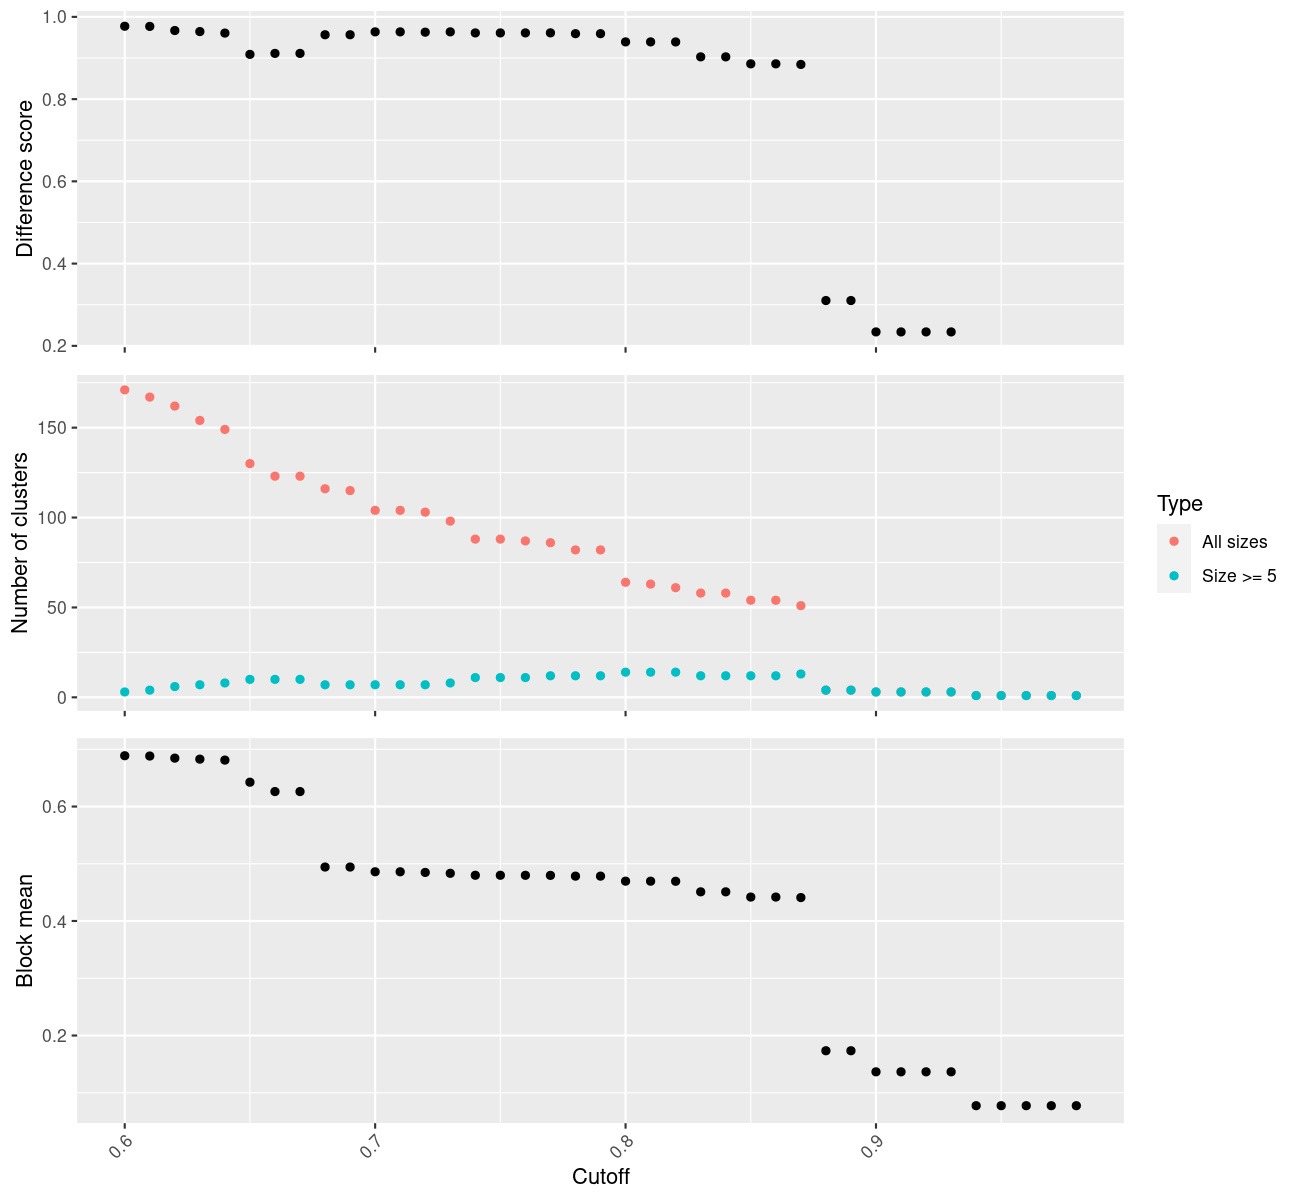 Difference score
1.0
0.8
0.6
0.4
0.2
Number of clusters
150
100
50
0
Type
All sizes
Size >= 5
Block mean
0.6
0.4
0.2
0.6
0.7
0.8
0.9
Cutoff